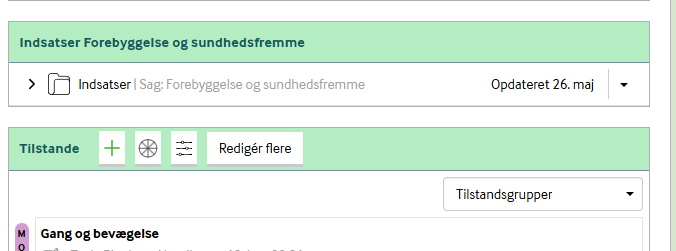 Indsatser Forebyggelse og sundhedsfremme
Indsatser | Sag: Forebyggelse og sundhedsfremme Opdateret 26. maj
Tilstande Redigér flere
Tilstandsgrupper
M Gang og bevægelse
O